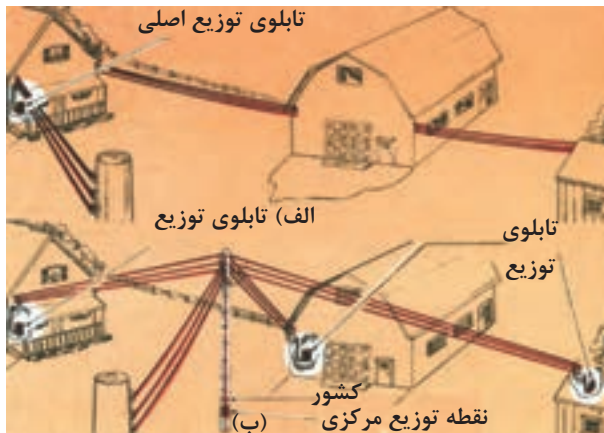 تابلوی توزیع اصلی
الف) تابلوی توزیع
تابلوی
توزیع
کشور
نقطه توزیع مرکزی (ب)